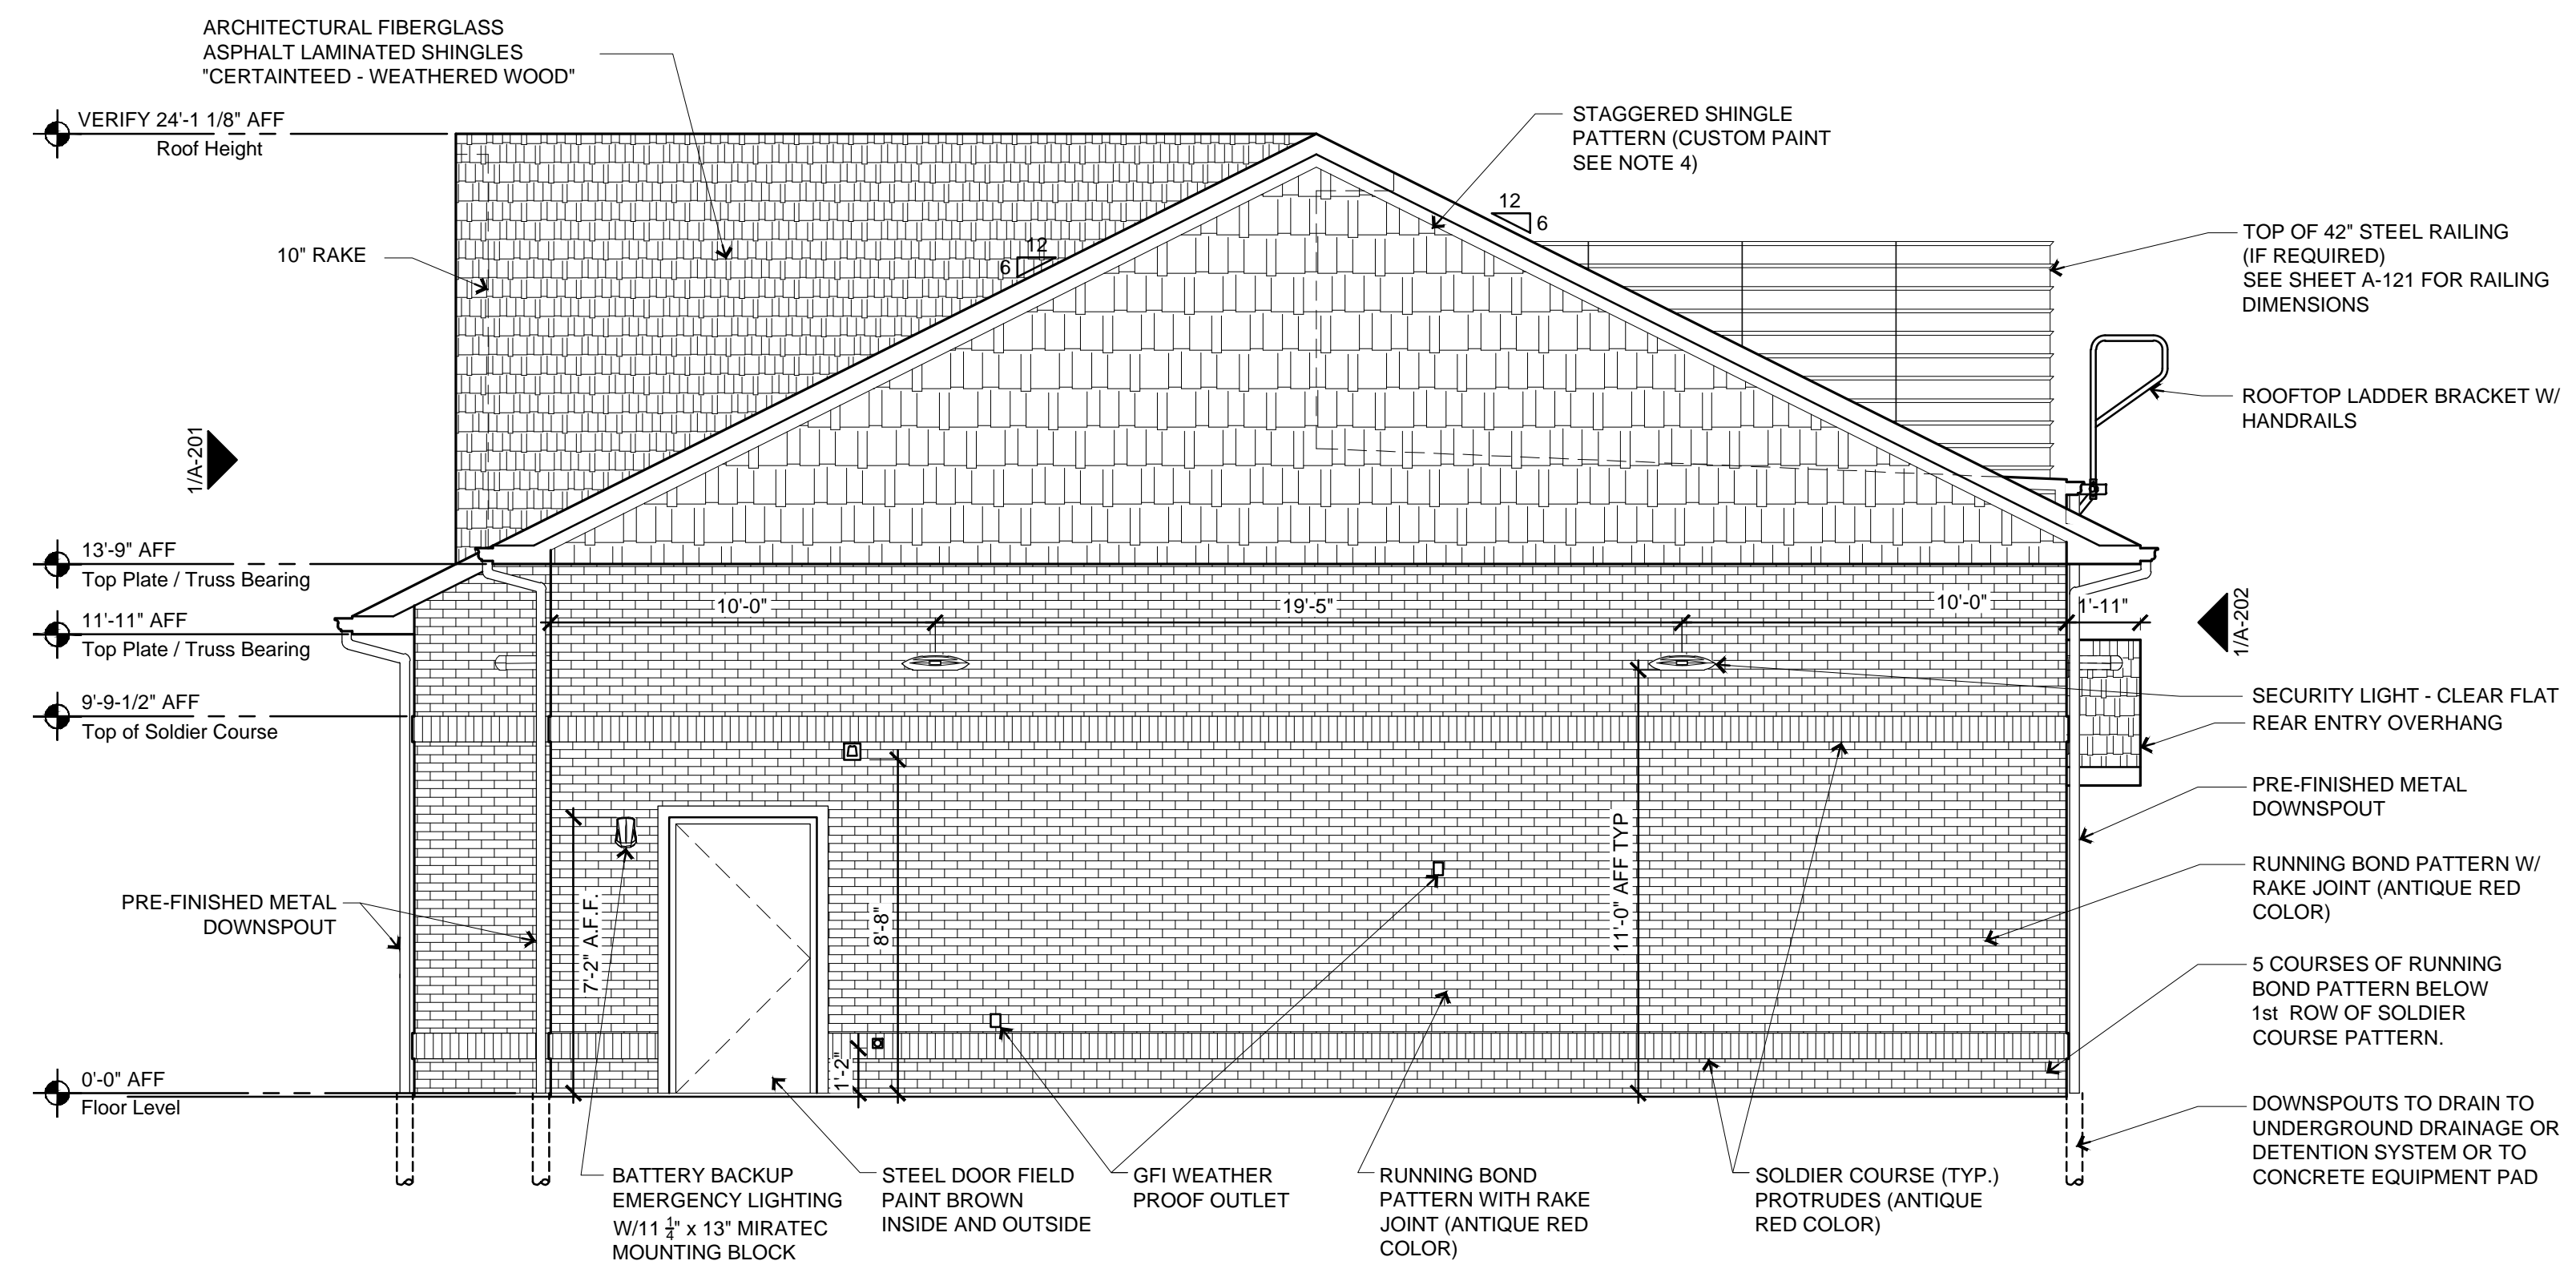 ARCHITECTURAL FIBERGLASS
ASPHALT LAMINATED SHINGLES
"CERTAINTEED - WEATHERED WOOD"
VERIFY 24'-1 1/8" AFF
Roof Height
10" RAKE
STAGGERED SHINGLE
PATTERN (CUSTOM PAINT
SEE NOTE 4)
12
6
12
6
TOP OF 42" STEEL RAILING
(IF REQUIRED)
SEE SHEET A-121 FOR RAILING
DIMENSIONS
ROOFTOP LADDER BRACKET W/
HANDRAILS
1/A-201
13'-9" AFF
Top Plate / Truss Bearing
11'-11" AFF
Top Plate / Truss Bearing
9'-9-1/2" AFF
Top of Soldier Course
10'-0"
19'-5"
10'-0"
1'-11"
1/A-202
SECURITY LIGHT - CLEAR FLAT
REAR ENTRY OVERHANG
PRE-FINISHED METAL
DOWNSPOUT
RUNNING BOND PATTERN W/
RAKE JOINT (ANTIQUE RED
COLOR)
5 COURSES OF RUNNING
BOND PATTERN BELOW
1st ROW OF SOLDIER
COURSE PATTERN.
PRE-FINISHED METAL
DOWNSPOUT
7'-2" A.F.F.
8'-8"
1'-2"
11'-0" AFF TYP
0'-0" AFF
Floor Level
BATTERY BACKUP
EMERGENCY LIGHTING
W/11 1/4" x 13" MIRATEC
MOUNTING BLOCK
STEEL DOOR FIELD
PAINT BROWN
INSIDE AND OUTSIDE
GFI WEATHER
PROOF OUTLET
RUNNING BOND
PATTERN WITH RAKE
JOINT (ANTIQUE RED
COLOR)
SOLDIER COURSE (TYP.)
PROTRUDES (ANTIQUE
RED COLOR)
DOWNSPOUTS TO DRAIN TO
UNDERGROUND DRAINAGE OR
DETENTION SYSTEM OR TO
CONCRETE EQUIPMENT PAD